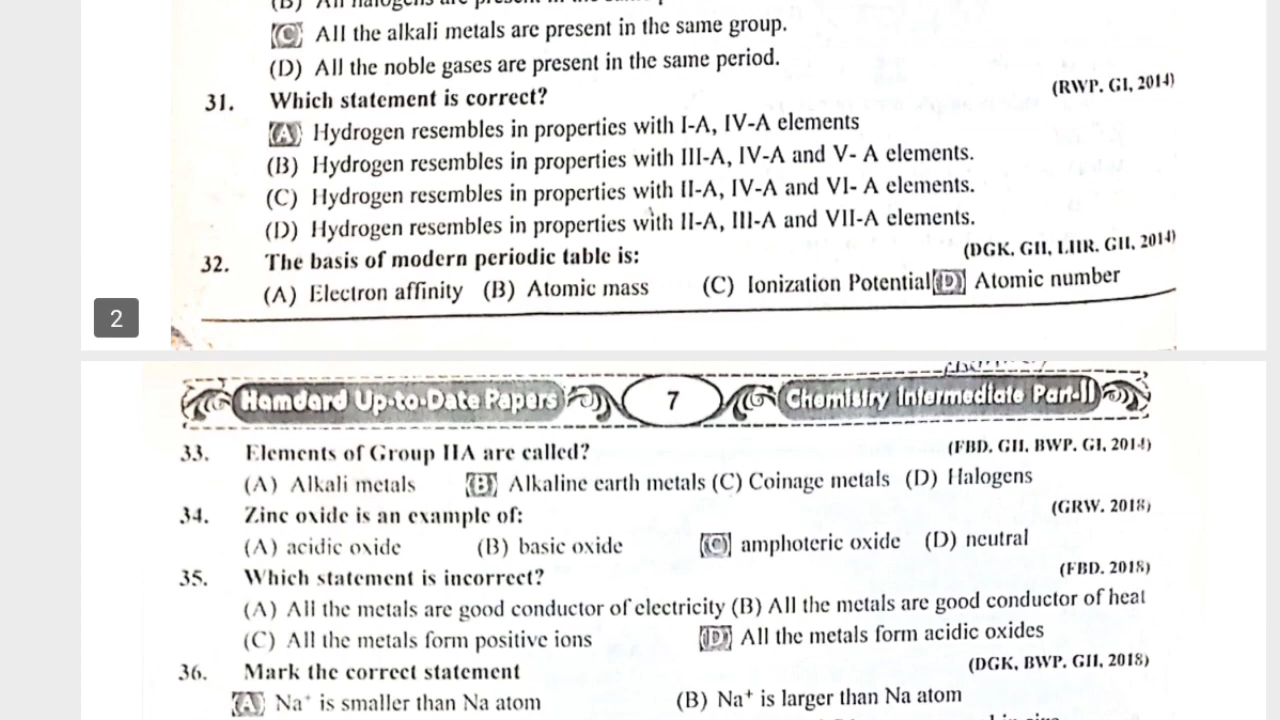 (B) All halogens are present in the same p
(C) All the alkali metals are present in the same group.
(D) All the noble gases are present in the same period.
31. Which statement is correct? (RWP. GI, 2014)
(A) Hydrogen resembles in properties with I-A, IV-A elements
(B) Hydrogen resembles in properties with III-A, IV-A and V- A elements.
(C) Hydrogen resembles in properties with II-A, IV-A and VI- A elements.
(D) Hydrogen resembles in properties with II-A, III-A and VII-A elements.
32. The basis of modern periodic table is: (DGK. GII, LHR. GII, 2014)
(A) Electron affinity (B) Atomic mass (C) Ionization Potential (D) Atomic number
2
Hamdard Up-to-Date Papers 7 Chemistry Intermediate Part-II
33. Elements of Group IIA are called? (FBD. GII. BWP. GI, 2014)
(A) Alkali metals (B) Alkaline earth metals (C) Coinage metals (D) Halogens
34. Zinc oxide is an example of: (GRW. 2018)
(A) acidic oxide (B) basic oxide (C) amphoteric oxide (D) neutral
35. Which statement is incorrect? (FBD. 2018)
(A) All the metals are good conductor of electricity (B) All the metals are good conductor of heat
(C) All the metals form positive ions (D) All the metals form acidic oxides
36. Mark the correct statement (DGK, BWP. GII, 2018)
(A) Na⁺ is smaller than Na atom (B) Na⁺ is larger than Na atom